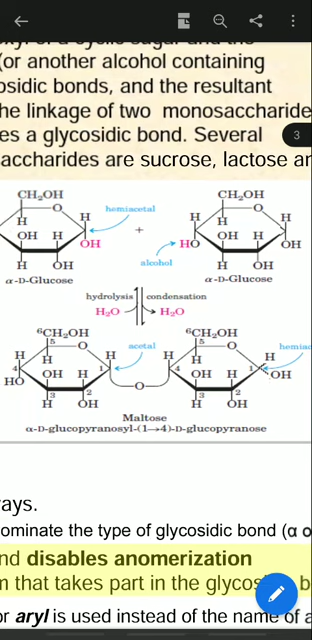 (or another alcohol containing
osidic bonds, and the resultant
he linkage of two monosaccharide
es a glycosidic bond. Several
3
accharides are sucrose, lactose ar
CH₂OH CH₂OH
O hemiacetal O
H H H H H
OH H + OH H
OH HO OH
H OH alcohol H OH
α-D-Glucose α-D-Glucose
hydrolysis condensation
H₂O H₂O
⁶CH₂OH acetal ⁶CH₂OH hemiac
5 O 5 O
H H H H H H
4 OH H 1 4 OH H 1
HO O OH
3 2 3 2
H OH H OH
Maltose
α-D-glucopyranosyl-(1→4)-D-glucopyranose
ays.
ominate the type of glycosidic bond (α o
nd disables anomerization
n that takes part in the glycos b
or aryl is used instead of the name of a